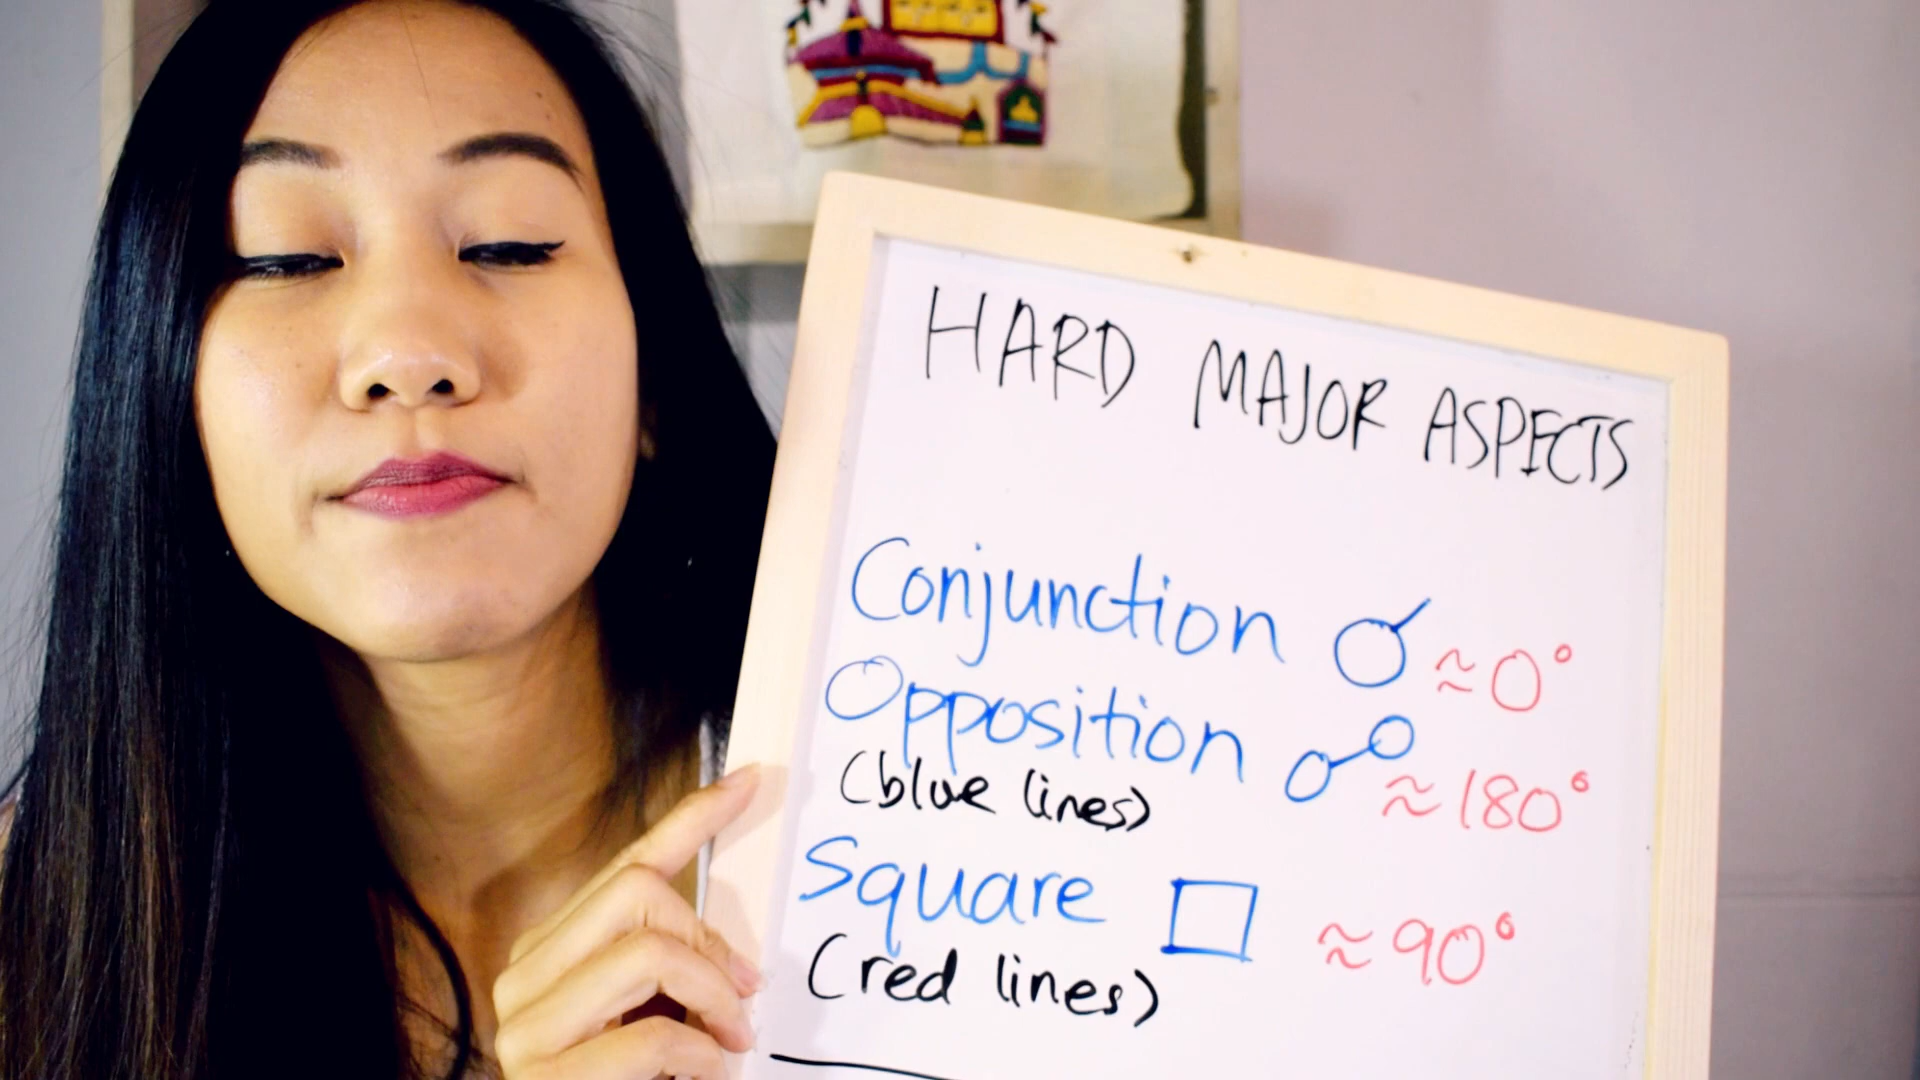 HARD MAJOR ASPECTS
Conjunction ☌ ≈0°
Opposition ☍ ≈180°
(blue lines)
Square □ ≈90°
(red lines)